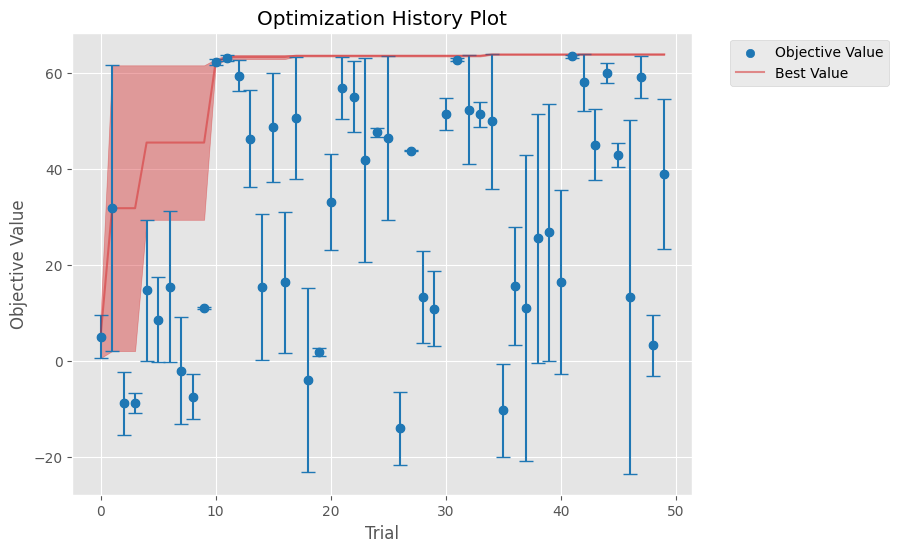 Optimization History Plot
Objective Value
Best Value
60
40
20
0
−20
Objective Value
0 10 20 30 40 50
Trial